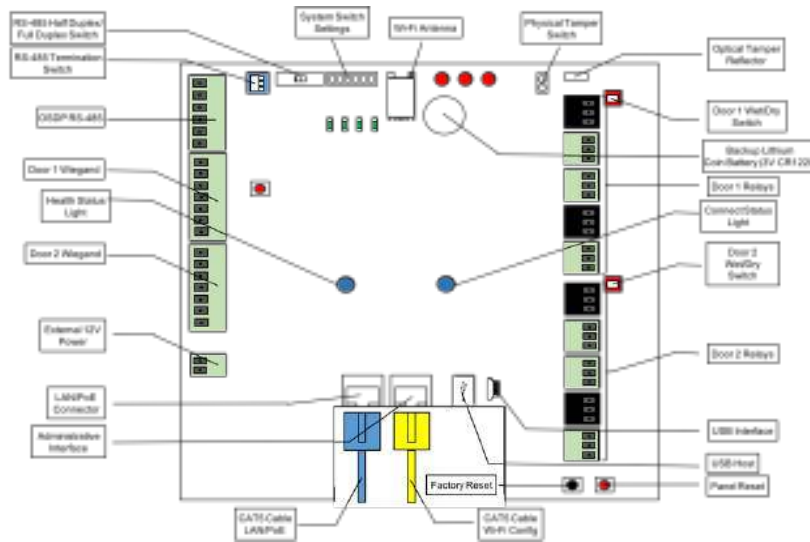 RS-485 Half Duplex/
Full Duplex Switch
System Switch
Settings
Wi-Fi Antenna
Physical Tamper
Switch
Optical Tamper
Reflector
RS-485 Termination
Switch
OSDP RS-485
Door 1 Wet/Dry
Switch
Backup Lithium
Coin Battery (3V CR122
Door 1 Wiegand
Door 1 Relays
Health Status
Light
Connect Status
Light
Door 2 Wiegand
Door 2
Wet/Dry
Switch
External 12V
Power
Door 2 Relays
LAN/PoE
Connector
Administrative
Interface
USB Interface
USB Host
Factory Reset
Panel Reset
CAT5 Cable
LAN/PoE
CAT5 Cable
Wi-Fi Config